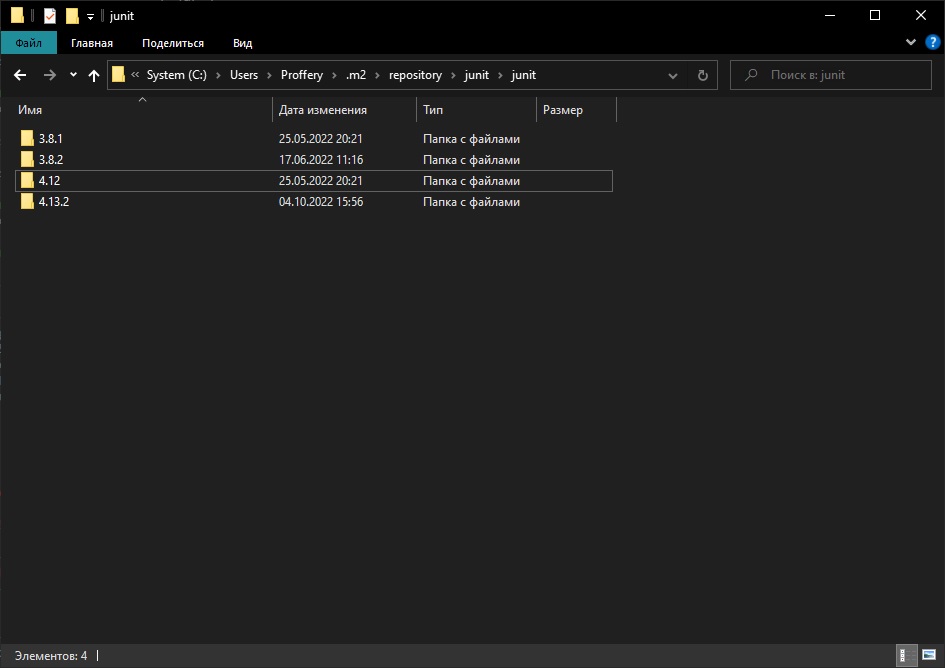 junit
Файл Главная Поделиться Вид
« System (C:) › Users › Proffery › .m2 › repository › junit › junit Поиск в: junit
Имя Дата изменения Тип Размер
3.8.1 25.05.2022 20:21 Папка с файлами
3.8.2 17.06.2022 11:16 Папка с файлами
4.12 25.05.2022 20:21 Папка с файлами
4.13.2 04.10.2022 15:56 Папка с файлами
Элементов: 4